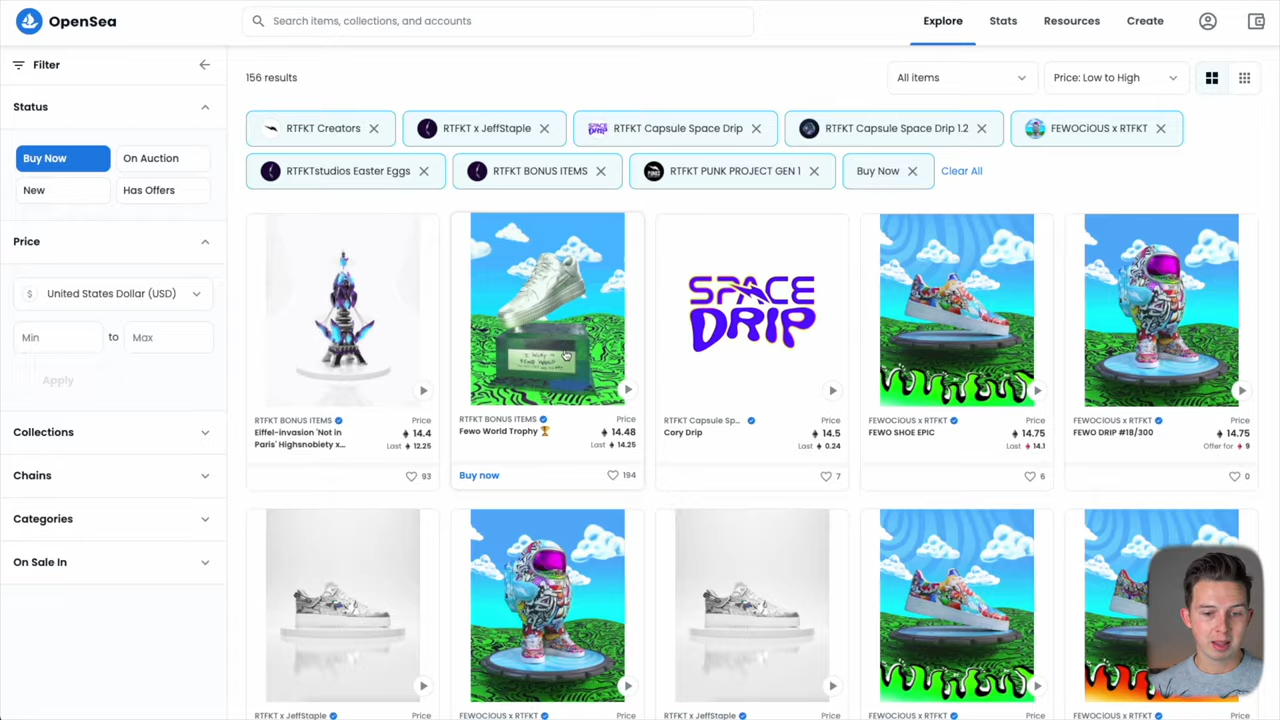 OpenSea
Search items, collections, and accounts
Explore
Stats
Resources
Create
Filter
156 results
All items
Price: Low to High
Status
Buy Now
On Auction
New
Has Offers
RTFKT Creators
RTFKT x JeffStaple
RTFKT Capsule Space Drip
RTFKT Capsule Space Drip 1.2
FEWOCiOUS x RTFKT
RTFKTstudios Easter Eggs
RTFKT BONUS ITEMS
RTFKT PUNK PROJECT GEN 1
Buy Now
Clear All
Price
$ United States Dollar (USD)
Min
to
Max
Apply
Collections
Chains
Categories
On Sale In
RTFKT BONUS ITEMS
Price
Eiffel-invasion 'Not in
Paris' Highsnobiety x...
14.4
Last 12.25
93
RTFKT BONUS ITEMS
Price
Fewo World Trophy 🏆
14.48
Last 14.25
Buy now
194
SPACE
DRIP
RTFKT Capsule Sp...
Price
Cory Drip
14.5
Last 0.24
7
FEWOCiOUS x RTFKT
Price
FEWO SHOE EPIC
14.75
Last 14.1
6
FEWOCiOUS x RTFKT
Price
FEWO DRIP #18/300
14.75
Offer for 9
0
RTFKT x JeffStaple
Price
FEWOCiOUS x RTFKT
Price
RTFKT x JeffStaple
Price
FEWOCiOUS x RTFKT
Price
FEWOCiOUS x RTFKT
Price